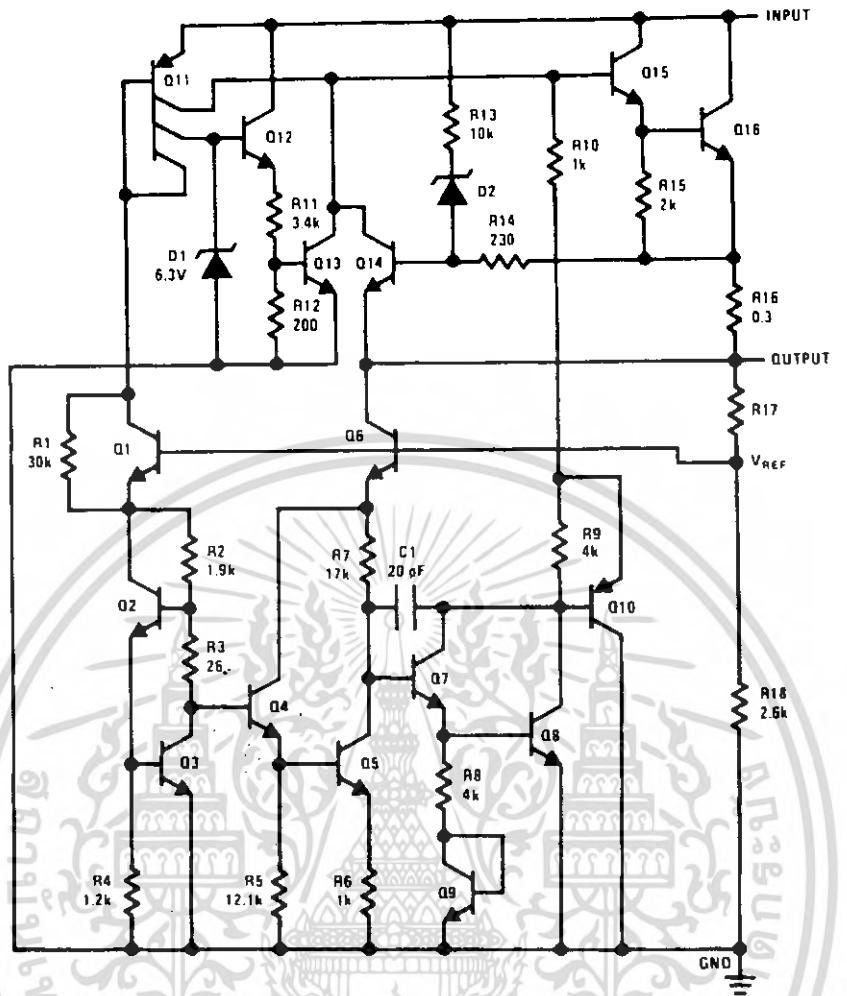 INPUT
Q11
Q15
Q12
R13
10k
R10
1k
Q16
D2
R15
2k
R11
3.4k
R14
230
D1
6.3V
Q13
Q14
R12
200
R16
0.3
OUTPUT
R17
R1
30k
Q1
Q6
VREF
R2
1.9k
R7
17k
C1
20 pF
R9
4k
Q2
Q10
R3
26
Q4
Q7
R18
2.6k
Q3
Q5
Q8
R8
4k
R4
1.2k
R5
12.1k
R6
1k
Q9
GND